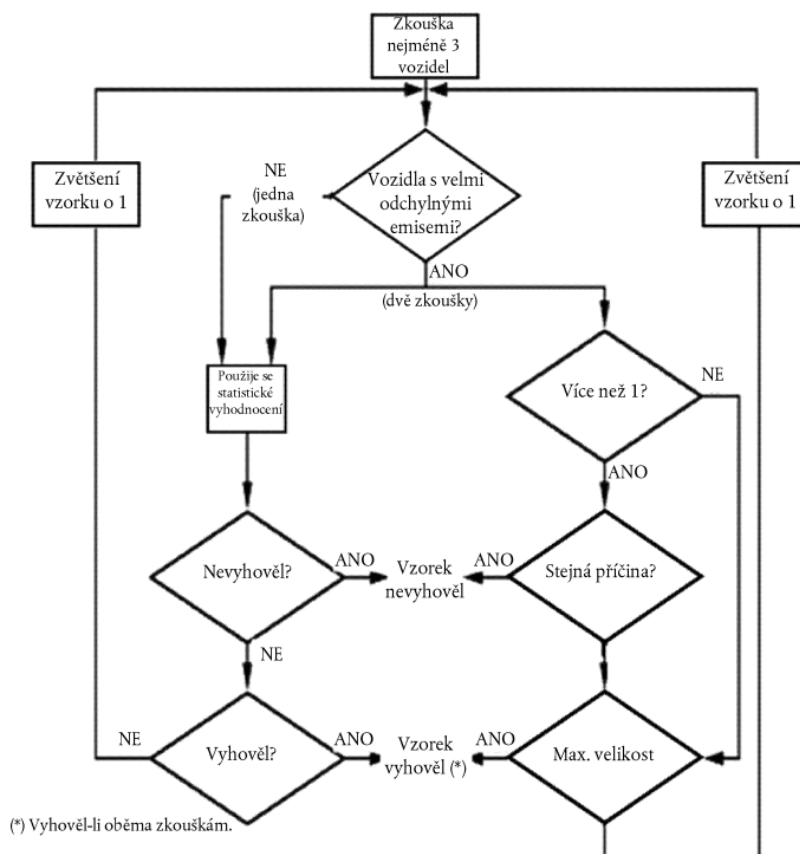 Zkouška
nejméně 3
vozidel
Zvětšení
vzorku o 1
NE
(jedna
zkouška)
Vozidla s velmi
odchylnými
emisemi?
Zvětšení
vzorku o 1
ANO
(dvě zkoušky)
Použije se
statistické
vyhodnocení
Více než 1?
NE
ANO
Nevyhověl?
ANO
Vzorek
nevyhověl
ANO
Stejná příčina?
NE
NE
Vyhověl?
ANO
Vzorek
vyhověl (*)
ANO
Max. velikost
(*) Vyhověl-li oběma zkouškám.